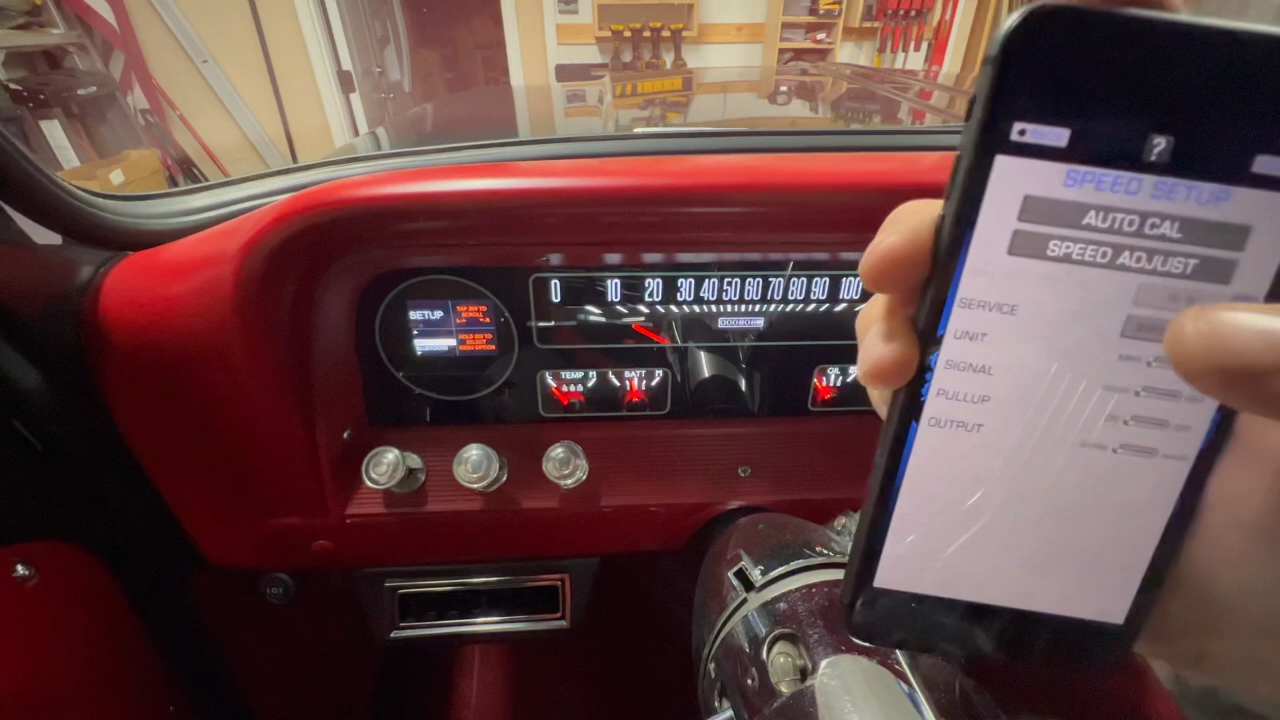 SETUP
TAP SW TO
SCROLL
HOLD SW TO
SELECT
MENU OPTION
0 10 20 30 40 50 60 70 80 90 100
L TEMP H
L BATT H
OIL
?
SPEED SETUP
AUTO CAL
SPEED ADJUST
SERVICE
UNIT
SIGNAL
PULLUP
OUTPUT